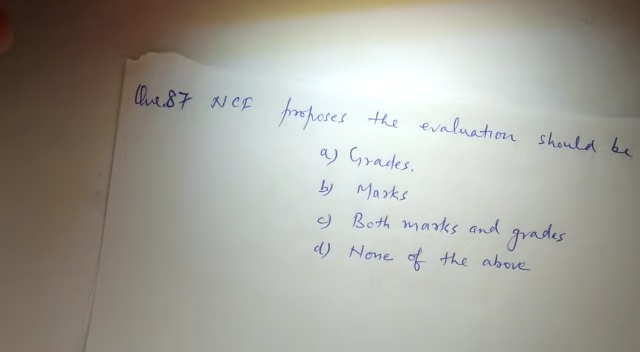 Que.87 NCF proposes the evaluation should be
a) Grades.
b) Marks
c) Both marks and grades
d) None of the above